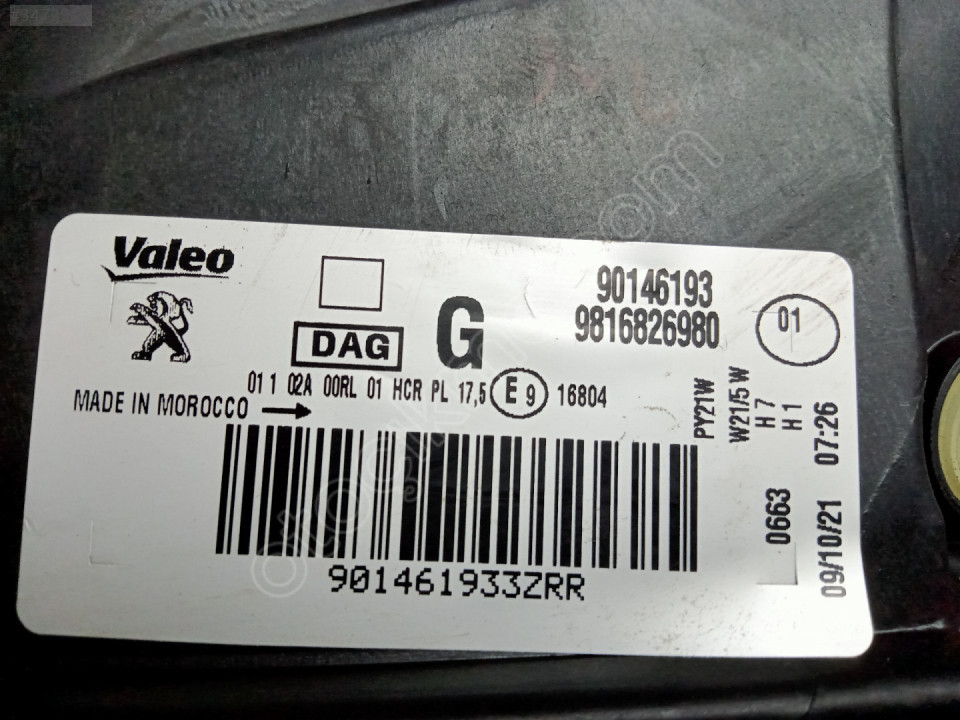 Valeo
90146193
9816826980
01
DAG
G
01 1 02A 00RL 01 HCR PL 17,5 E 9 16804
MADE IN MOROCCO
PY21W
W21/5 W
H 7
H 1
0663
09/10/21 07:26
901461933ZRR